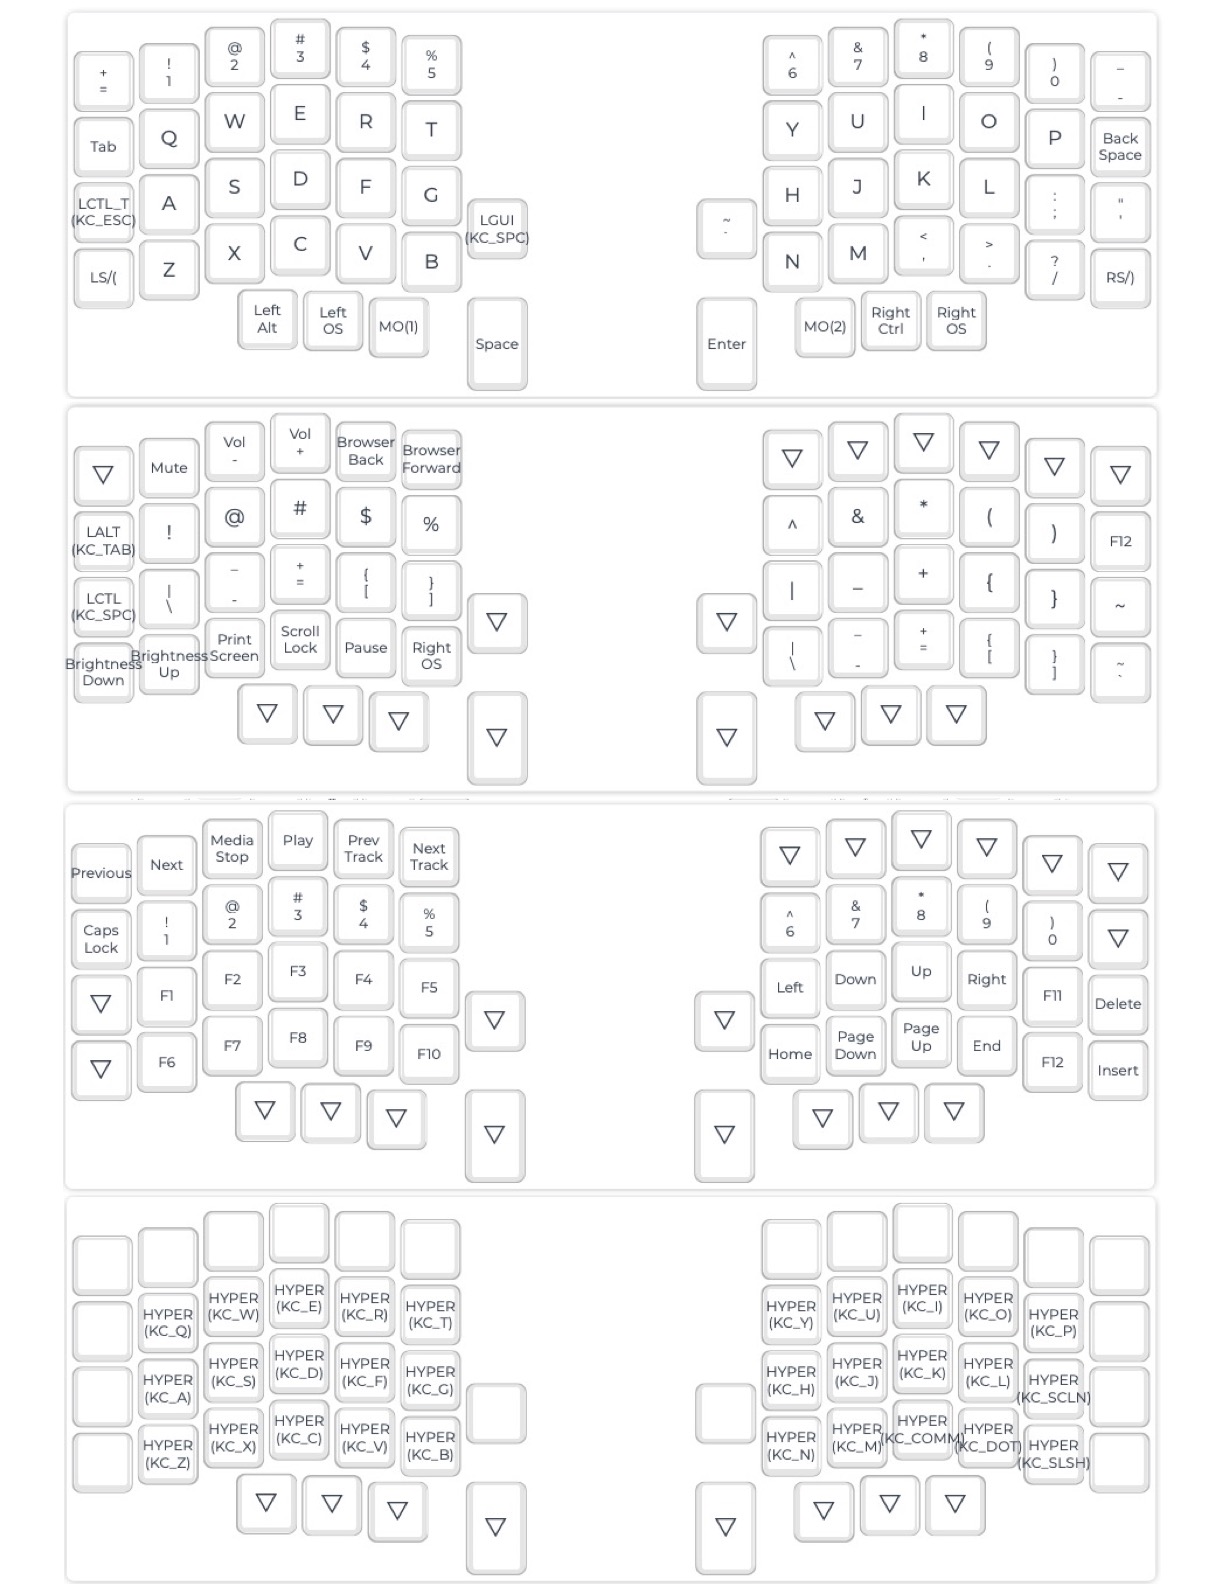 +
=
!
1
@
2
#
3
$
4
%
5
^
6
&
7
*
8
(
9
)
0
_
-
Tab
Q
W
E
R
T
Y
U
I
O
P
Back
Space
LCTL_T
(KC_ESC)
A
S
D
F
G
H
J
K
L
:
;
"
'
LS/(
Z
X
C
V
B
LGUI
(KC_SPC)
~
`
N
M
<
,
>
.
?
/
RS/)
Left
Alt
Left
OS
MO(1)
Space
Enter
MO(2)
Right
Ctrl
Right
OS
Mute
Vol
-
Vol
+
Browser
Back
Browser
Forward
LALT
(KC_TAB)
!
@
#
$
%
^
&
*
(
)
F12
LCTL
(KC_SPC)
|
\
_
-
+
=
{
[
}
]
|
_
+
{
}
~
Brightness
Down
Brightness
Up
Print
Screen
Scroll
Lock
Pause
Right
OS
|
\
_
-
+
=
{
[
}
]
~
`
Previous
Next
Media
Stop
Play
Prev
Track
Next
Track
Caps
Lock
!
1
@
2
#
3
$
4
%
5
^
6
&
7
*
8
(
9
)
0
F1
F2
F3
F4
F5
Left
Down
Up
Right
F11
Delete
F6
F7
F8
F9
F10
Home
Page
Down
Page
Up
End
F12
Insert
HYPER
(KC_Q)
HYPER
(KC_W)
HYPER
(KC_E)
HYPER
(KC_R)
HYPER
(KC_T)
HYPER
(KC_Y)
HYPER
(KC_U)
HYPER
(KC_I)
HYPER
(KC_O)
HYPER
(KC_P)
HYPER
(KC_A)
HYPER
(KC_S)
HYPER
(KC_D)
HYPER
(KC_F)
HYPER
(KC_G)
HYPER
(KC_H)
HYPER
(KC_J)
HYPER
(KC_K)
HYPER
(KC_L)
HYPER
(KC_SCLN)
HYPER
(KC_Z)
HYPER
(KC_X)
HYPER
(KC_C)
HYPER
(KC_V)
HYPER
(KC_B)
HYPER
(KC_N)
HYPER
(KC_M)
HYPER
(KC_COMM)
HYPER
(KC_DOT)
HYPER
(KC_SLSH)